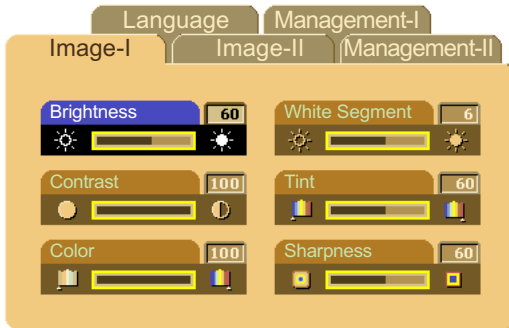 Language Management-I
Image-I Image-II Management-II
Brightness 60 White Segment 6
Contrast 100 Tint 60
Color 100 Sharpness 60